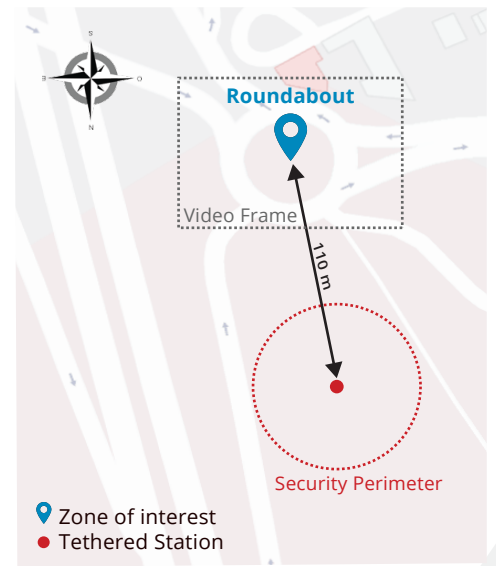 S
E
O
N
Roundabout
Video Frame
110 m
Security Perimeter
Zone of interest
Tethered Station